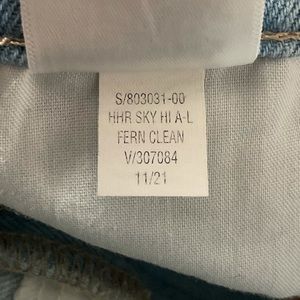 S/803031-00
HHR SKY HI A-L
FERN CLEAN
V/307084
11/21